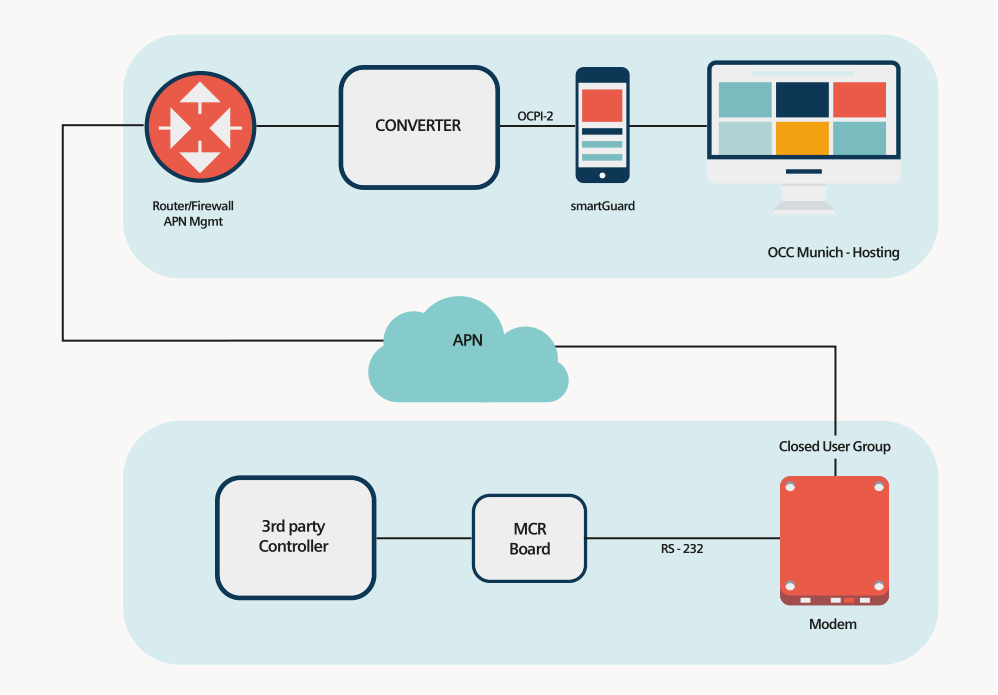 CONVERTER
OCPI-2
Router/Firewall
APN Mgmt
smartGuard
OCC Munich - Hosting
APN
Closed User Group
3rd party
Controller
MCR
Board
RS - 232
Modem